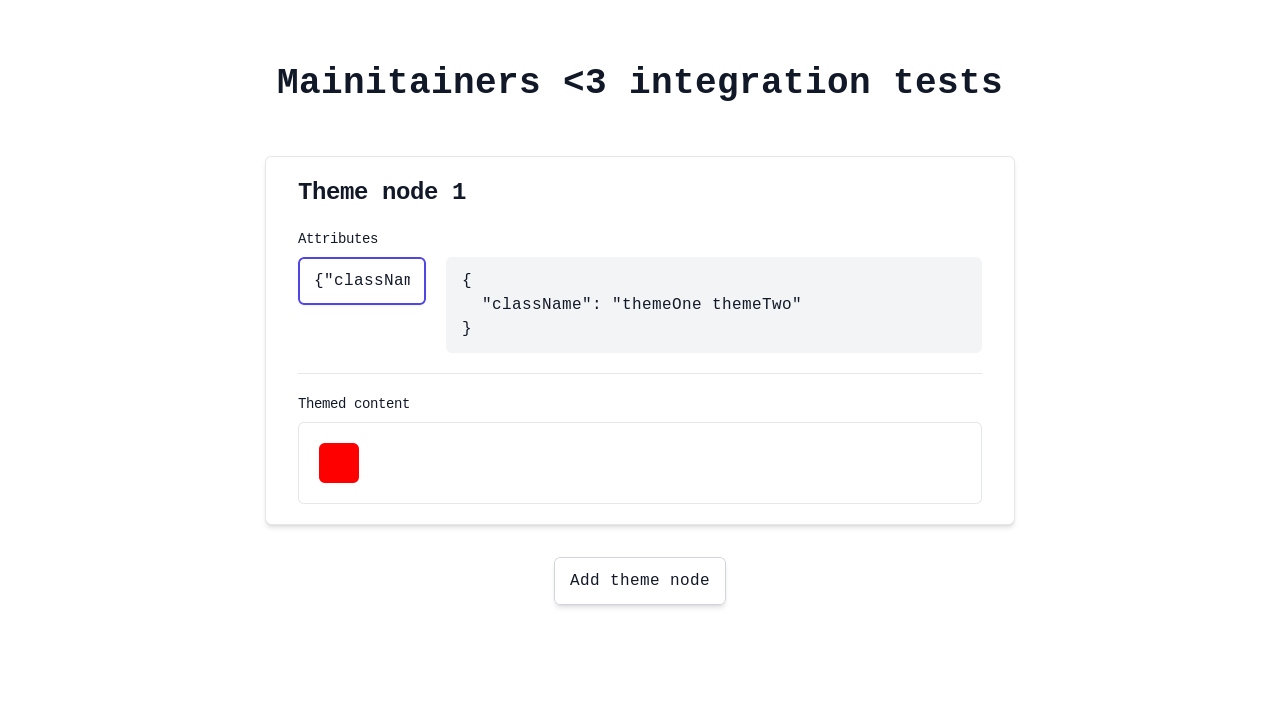 Mainitainers <3 integration tests
Theme node 1
Attributes
{"classNam
{
  "className": "themeOne themeTwo"
}
Themed content
Add theme node